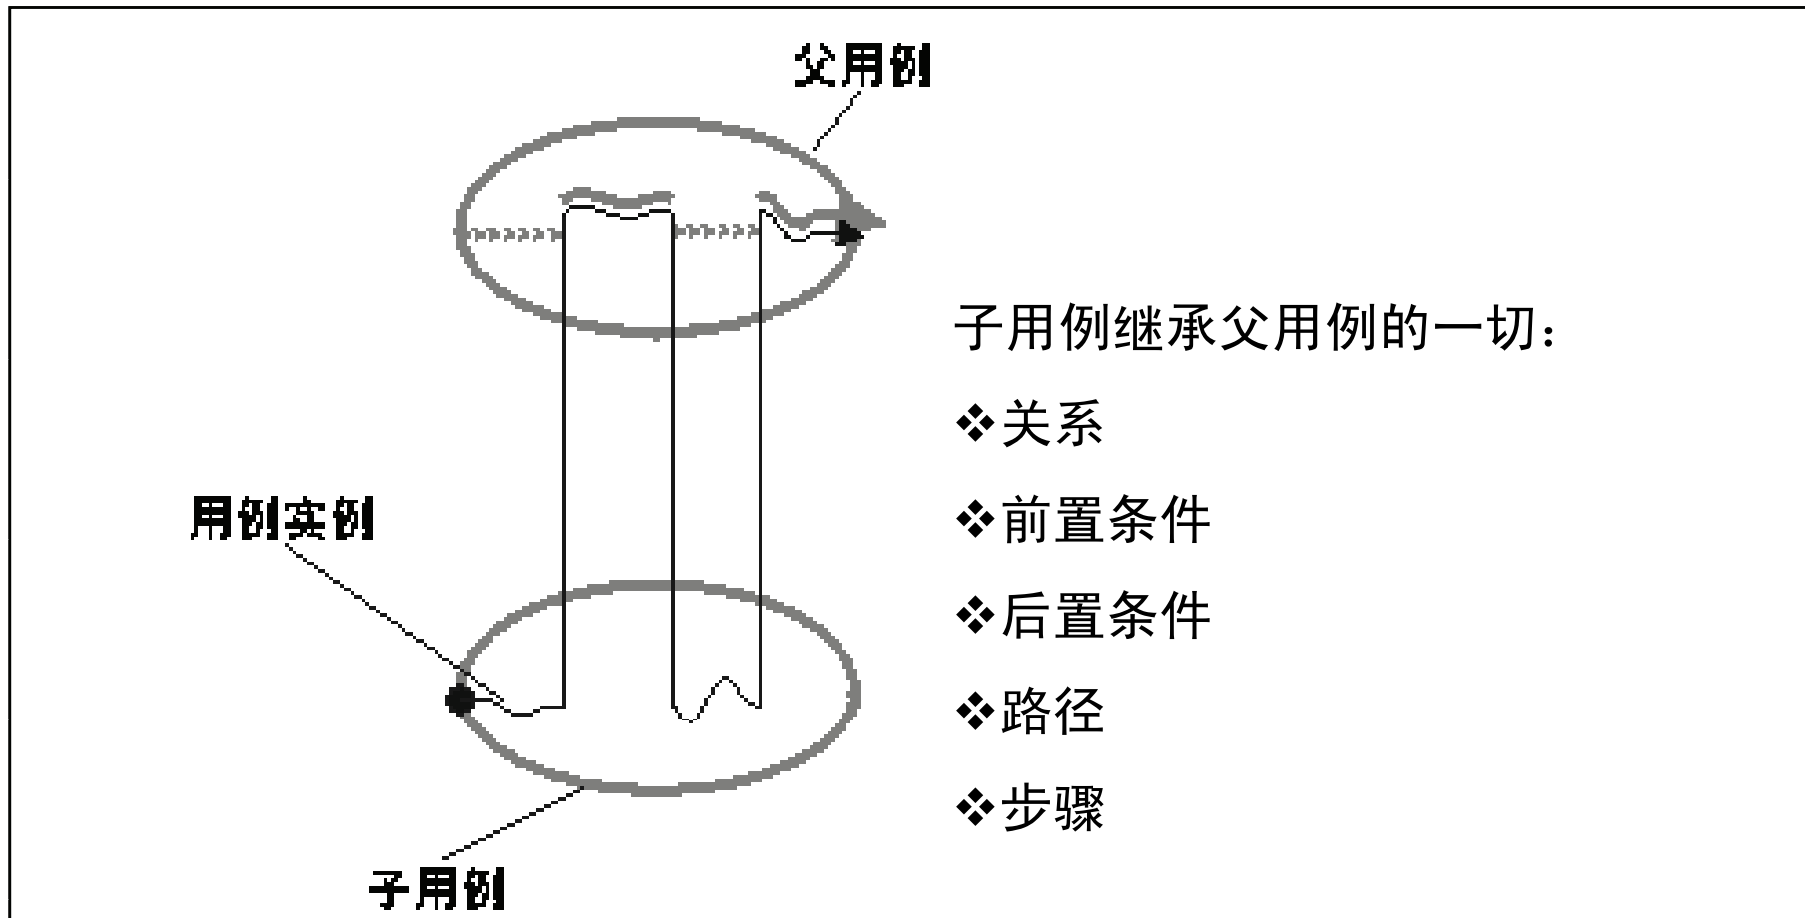 父用例
子用例继承父用例的一切：
❖关系
用例实例
❖前置条件
❖后置条件
❖路径
❖步骤
子用例